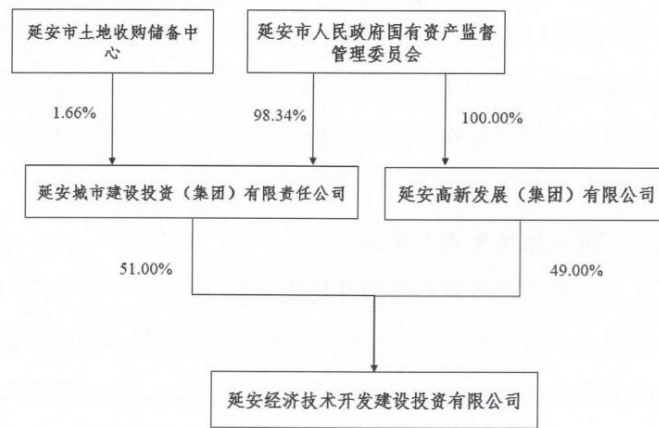 延安市土地收购储备中
心
延安市人民政府国有资产监督
管理委员会
1.66%
98.34%
100.00%
延安城市建设投资（集团）有限责任公司
延安高新发展（集团）有限公司
51.00%
49.00%
延安经济技术开发建设投资有限公司